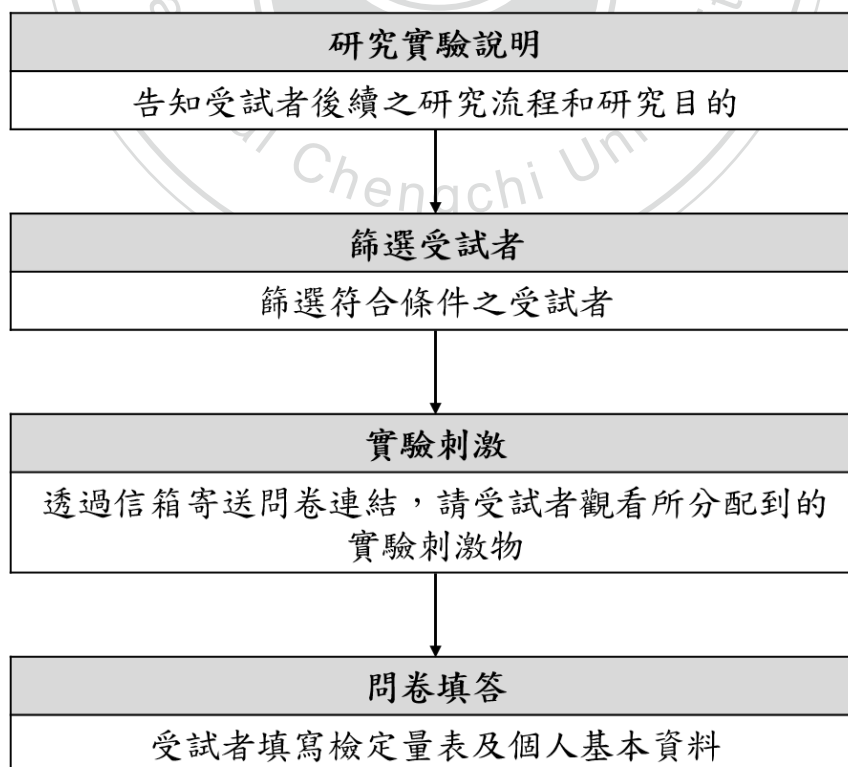 研究實驗說明
告知受試者後續之研究流程和研究目的
Chengchi Uni
篩選受試者
篩選符合條件之受試者
實驗刺激
透過信箱寄送問卷連結，請受試者觀看所分配到的
實驗刺激物
問卷填答
受試者填寫檢定量表及個人基本資料